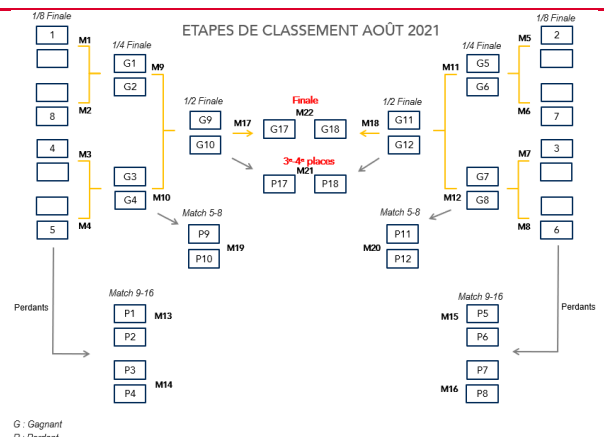 ETAPES DE CLASSEMENT AOÛT 2021
1/8 Finale
1
M1
M2
8
4
M3
M4
5
1/4 Finale
G1
G2
M9
G3
G4
M10
1/2 Finale
G9
G10
M17
Finale
M22
G17
G18
M18
3e-4e places
M21
P17
P18
1/2 Finale
G11
G12
1/4 Finale
M11
G5
G6
M12
G7
G8
1/8 Finale
M5
2
M6
7
M7
3
M8
6
Match 5-8
P9
P10
M19
Match 5-8
P11
M20
P12
Perdants
Match 9-16
P1
M13
P2
P3
M14
P4
Match 9-16
M15
P5
P6
P7
M16
P8
Perdants
G : Gagnant
P : Perdant